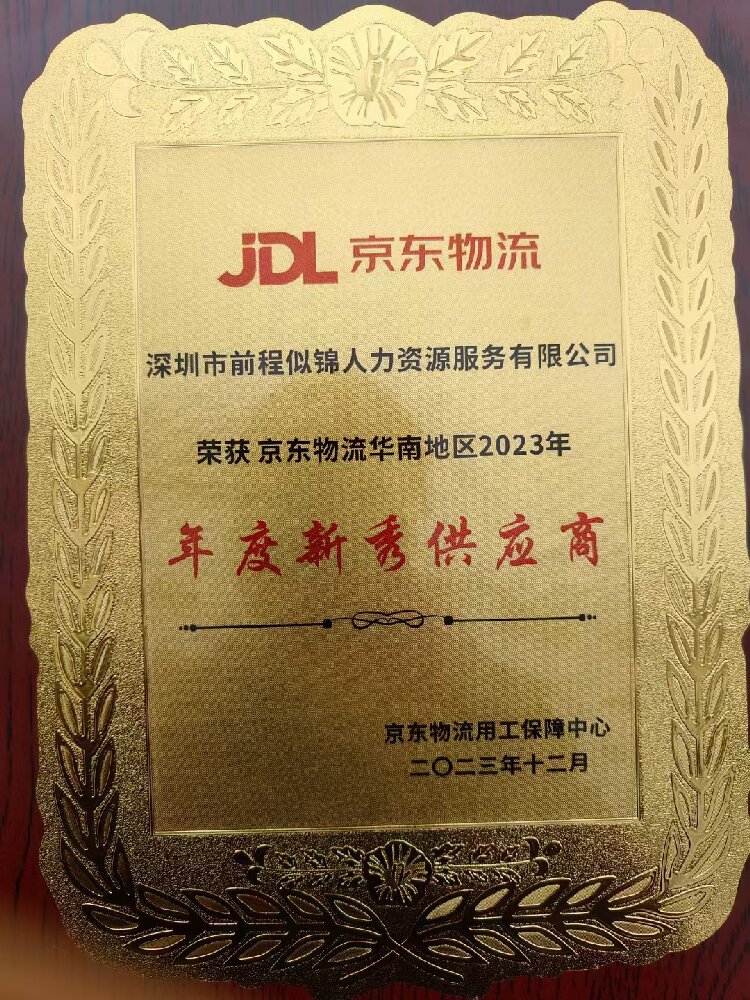 JDL 京东物流
深圳市前程似锦人力资源服务有限公司
荣获 京东物流华南地区2023年
年度新秀供应商
京东物流用工保障中心
二〇二三年十二月